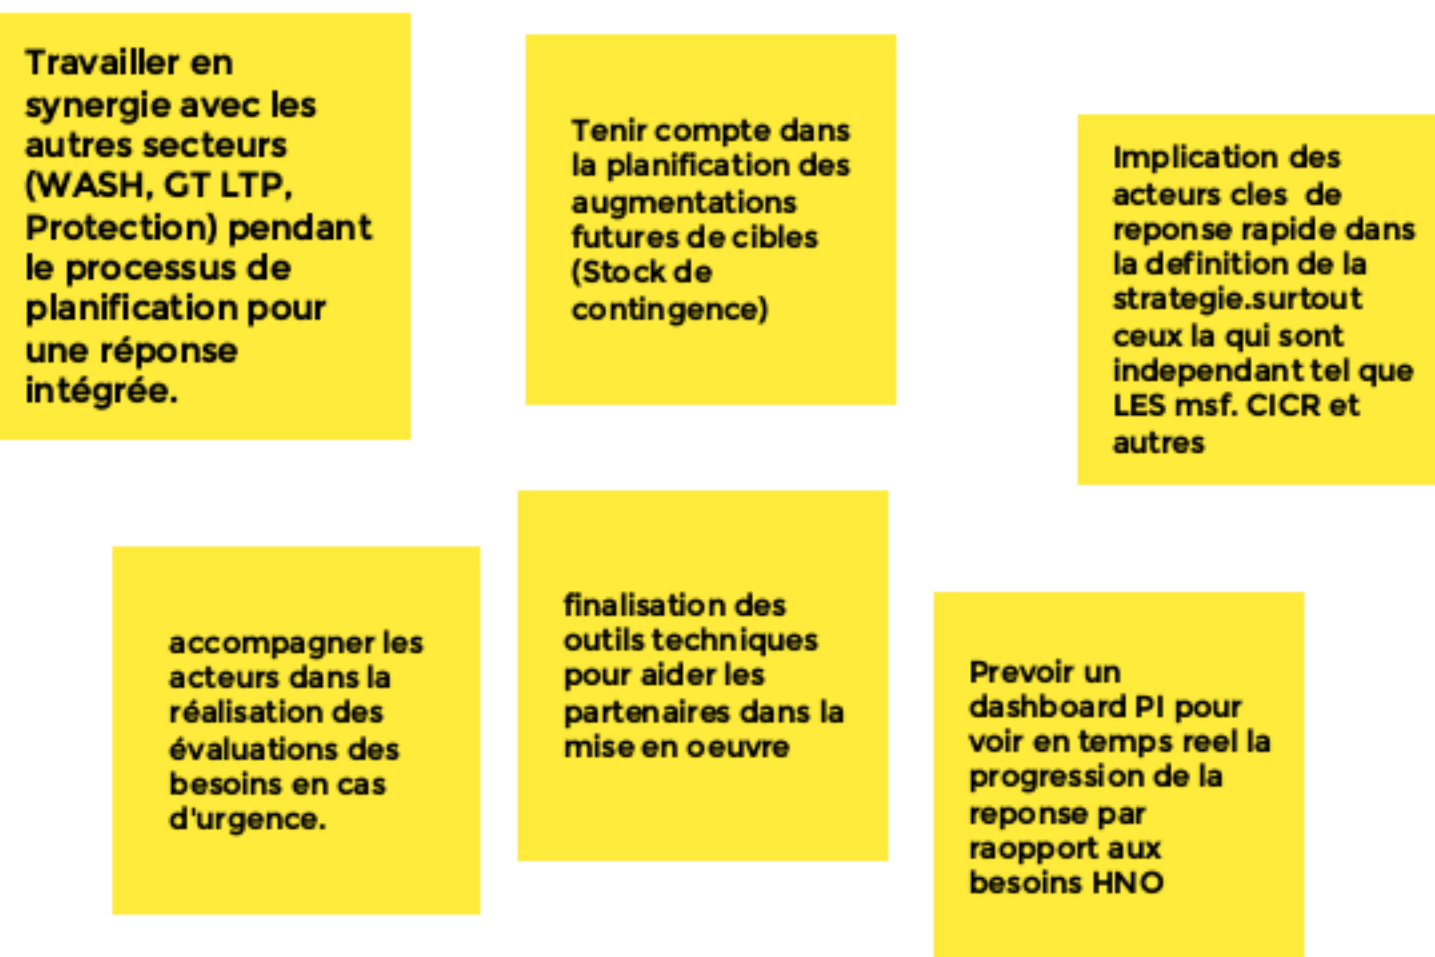 Travailler en
synergie avec les
autres secteurs
(WASH, GT LTP,
Protection) pendant
le processus de
planification pour
une réponse
intégrée.
Tenir compte dans
la planification des
augmentations
futures de cibles
(Stock de
contingence)
Implication des
acteurs cles  de
reponse rapide dans
la definition de la
strategie.surtout
ceux la qui sont
independant tel que
LES msf. CICR et
autres
accompagner les
acteurs dans la
réalisation des
évaluations des
besoins en cas
d'urgence.
finalisation des
outils techniques
pour aider les
partenaires dans la
mise en oeuvre
Prevoir un
dashboard PI pour
voir en temps reel la
progression de la
reponse par
raopport aux
besoins HNO